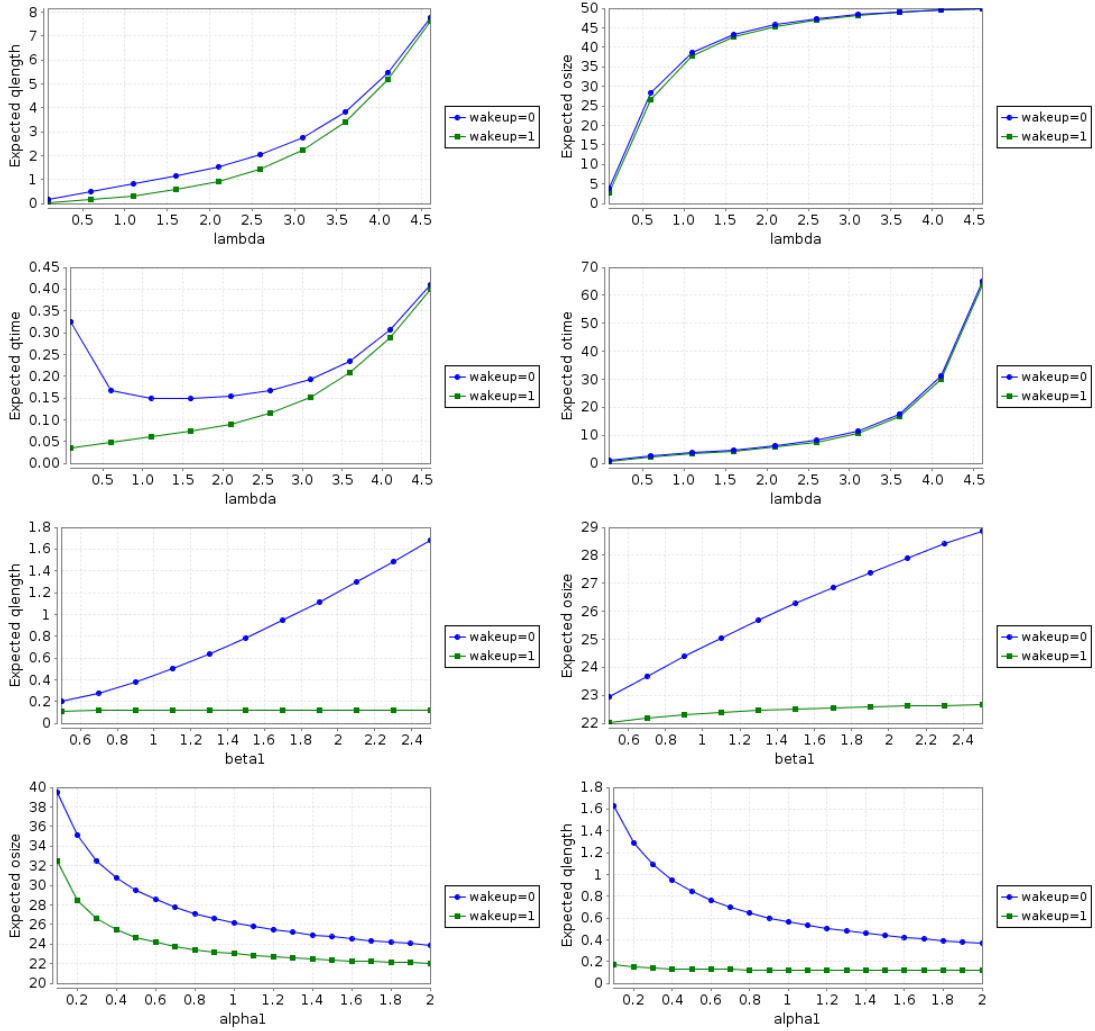 Expected qlength
8
7
6
5
4
3
2
1
0
0.5 1.0 1.5 2.0 2.5 3.0 3.5 4.0 4.5
lambda
wakeup=0
wakeup=1
Expected osize
50
45
40
35
30
25
20
15
10
5
0
0.5 1.0 1.5 2.0 2.5 3.0 3.5 4.0 4.5
lambda
wakeup=0
wakeup=1
Expected qtime
0.45
0.40
0.35
0.30
0.25
0.20
0.15
0.10
0.05
0.00
0.5 1.0 1.5 2.0 2.5 3.0 3.5 4.0 4.5
lambda
wakeup=0
wakeup=1
Expected otime
70
60
50
40
30
20
10
0
0.5 1.0 1.5 2.0 2.5 3.0 3.5 4.0 4.5
lambda
wakeup=0
wakeup=1
Expected qlength
1.8
1.6
1.4
1.2
1
0.8
0.6
0.4
0.2
0
0.6 0.8 1 1.2 1.4 1.6 1.8 2 2.2 2.4
beta1
wakeup=0
wakeup=1
Expected osize
29
28
27
26
25
24
23
22
0.6 0.8 1 1.2 1.4 1.6 1.8 2 2.2 2.4
beta1
wakeup=0
wakeup=1
Expected osize
40
38
36
34
32
30
28
26
24
22
20
0.2 0.4 0.6 0.8 1 1.2 1.4 1.6 1.8 2
alpha1
wakeup=0
wakeup=1
Expected qlength
1.8
1.6
1.4
1.2
1
0.8
0.6
0.4
0.2
0
0.2 0.4 0.6 0.8 1 1.2 1.4 1.6 1.8 2
alpha1
wakeup=0
wakeup=1